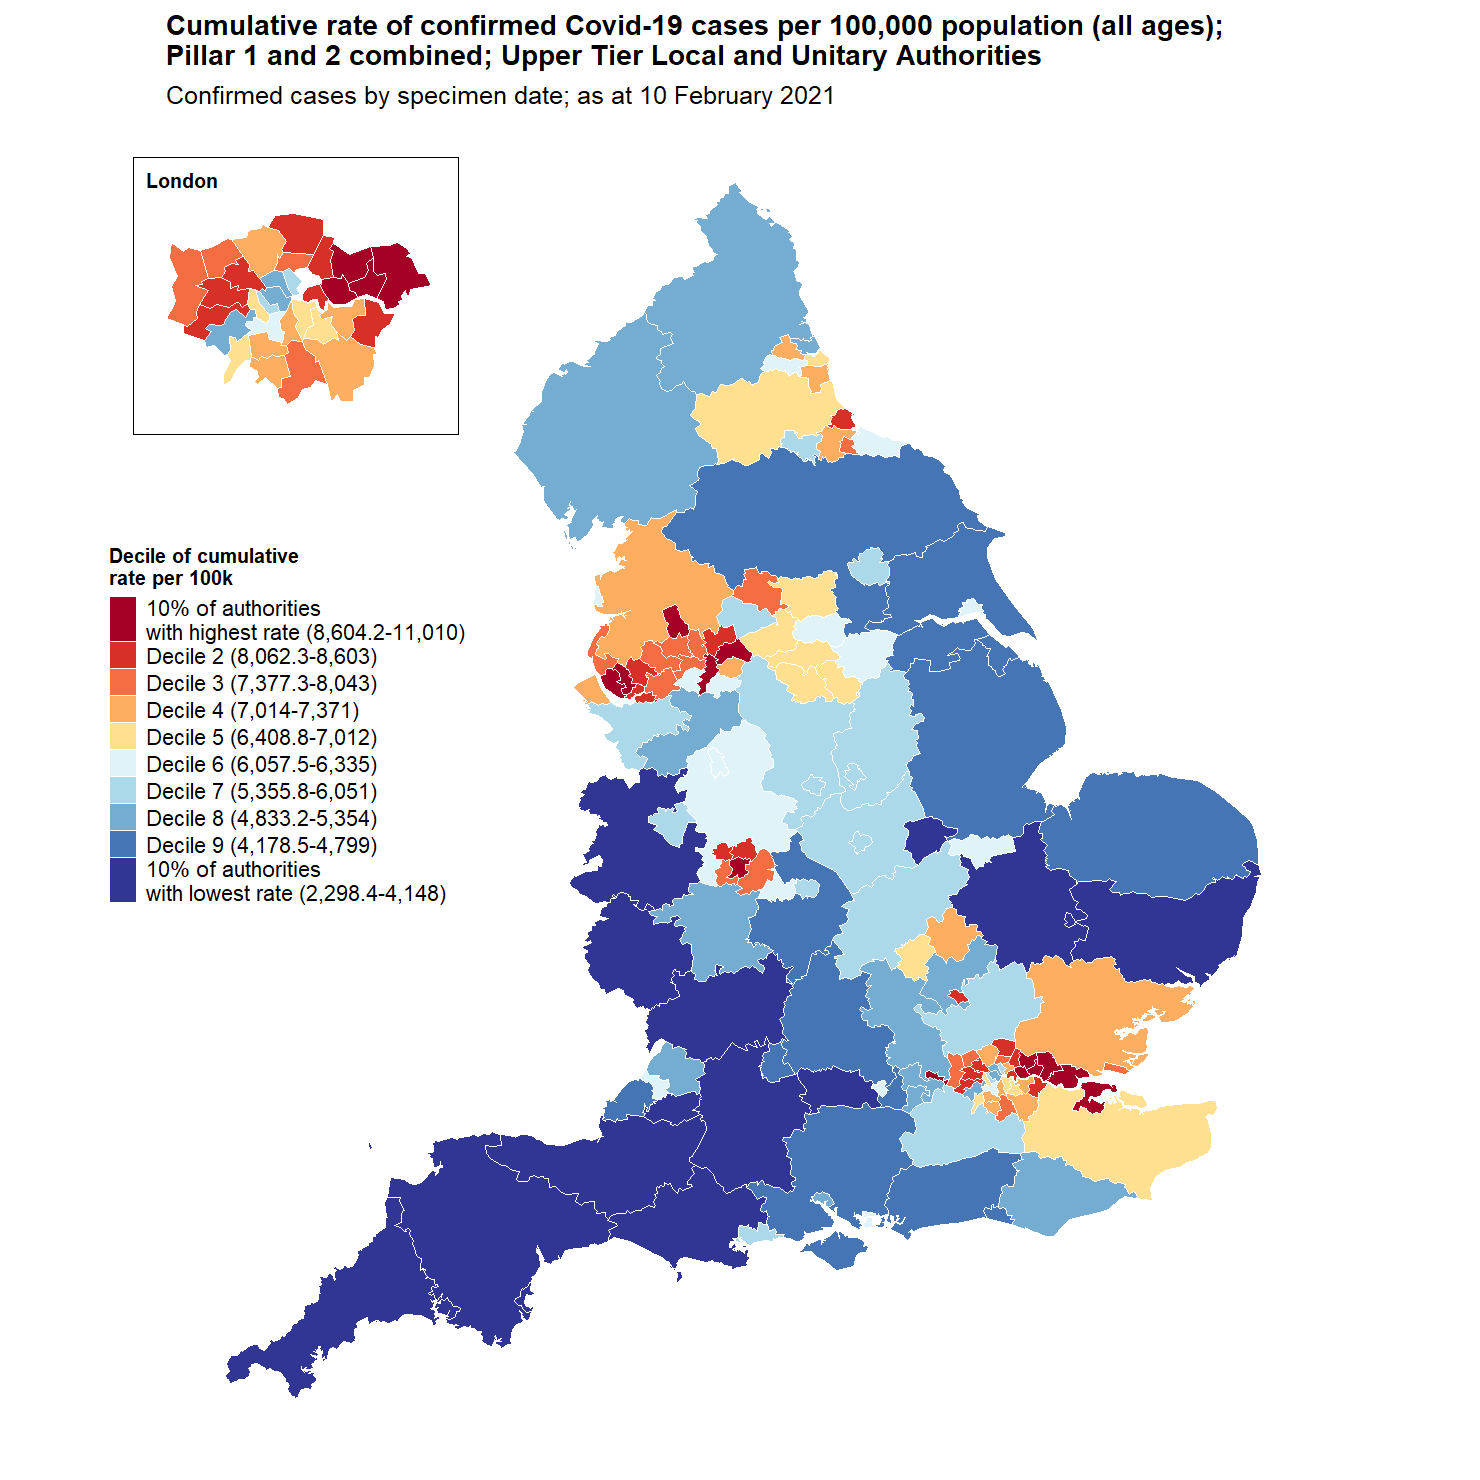 Cumulative rate of confirmed Covid-19 cases per 100,000 population (all ages);
Pillar 1 and 2 combined; Upper Tier Local and Unitary Authorities
Confirmed cases by specimen date; as at 10 February 2021
London
Decile of cumulative
rate per 100k
10% of authorities
with highest rate (8,604.2-11,010)
Decile 2 (8,062.3-8,603)
Decile 3 (7,377.3-8,043)
Decile 4 (7,014-7,371)
Decile 5 (6,408.8-7,012)
Decile 6 (6,057.5-6,335)
Decile 7 (5,355.8-6,051)
Decile 8 (4,833.2-5,354)
Decile 9 (4,178.5-4,799)
10% of authorities
with lowest rate (2,298.4-4,148)